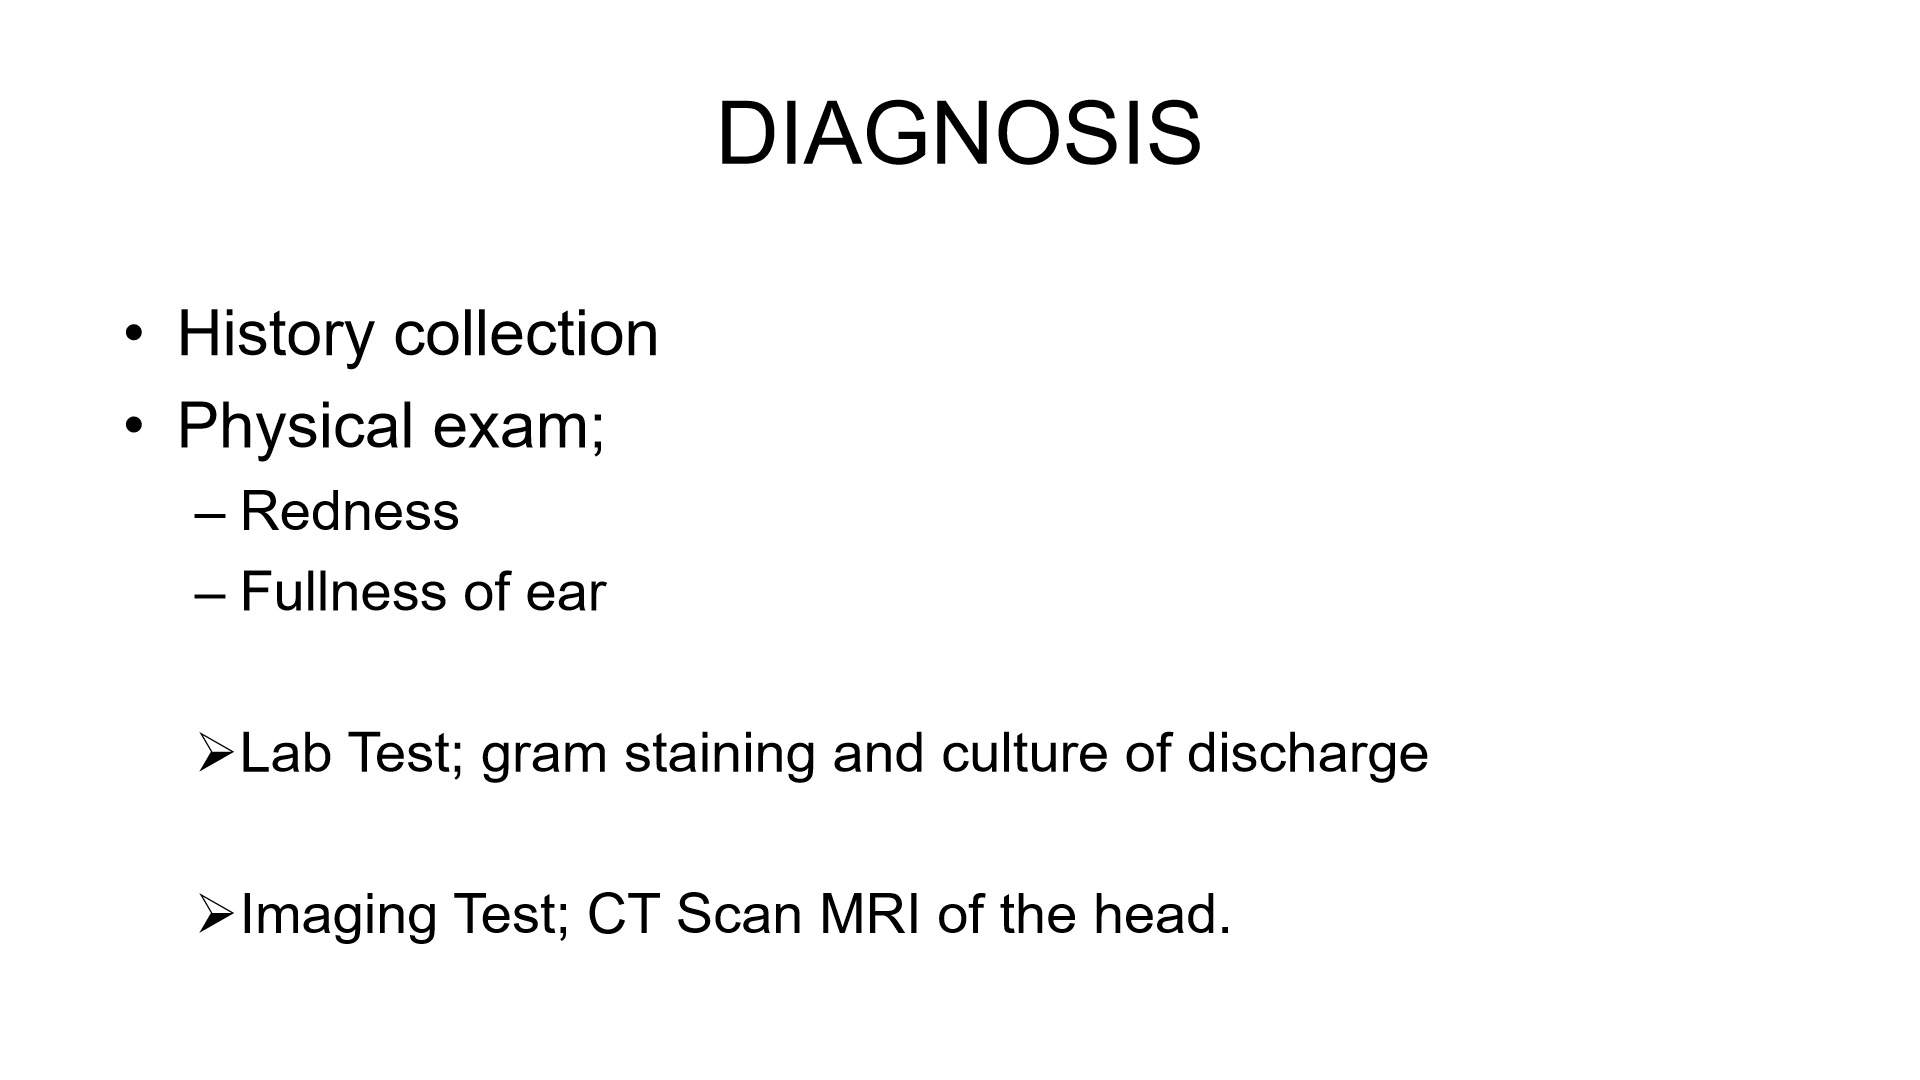 DIAGNOSIS
• History collection
• Physical exam;
– Redness
– Fullness of ear
➢Lab Test; gram staining and culture of discharge
➢Imaging Test; CT Scan MRI of the head.